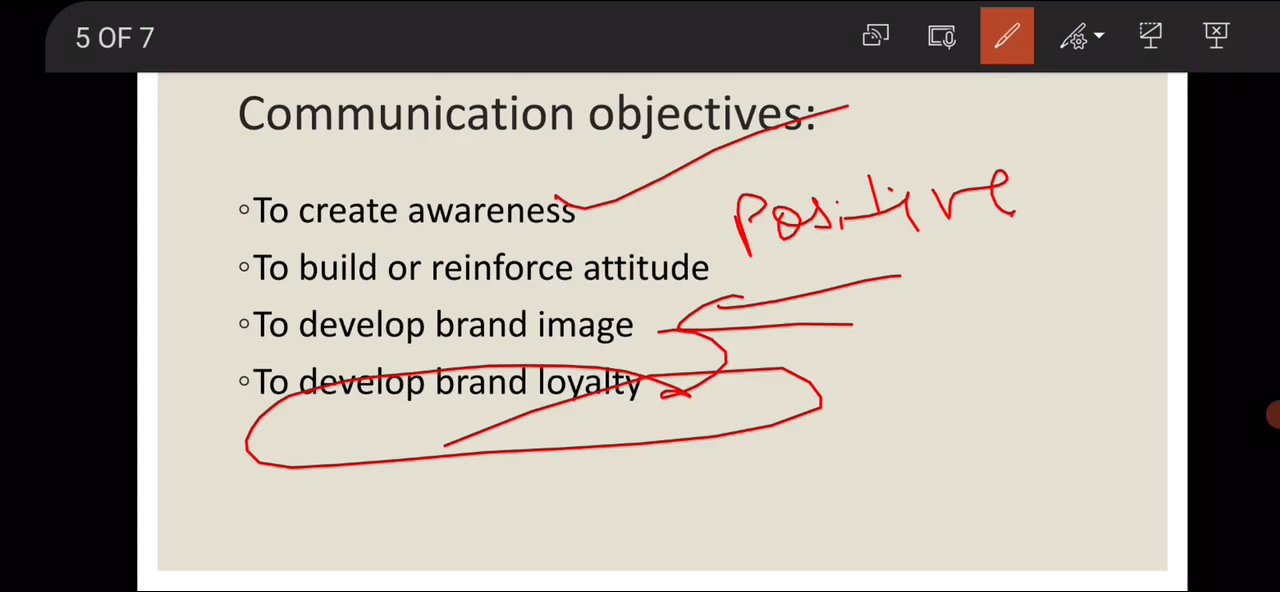 5 OF 7
Communication objectives:
◦To create awareness
Positive
◦To build or reinforce attitude
◦To develop brand image
◦To develop brand loyalty